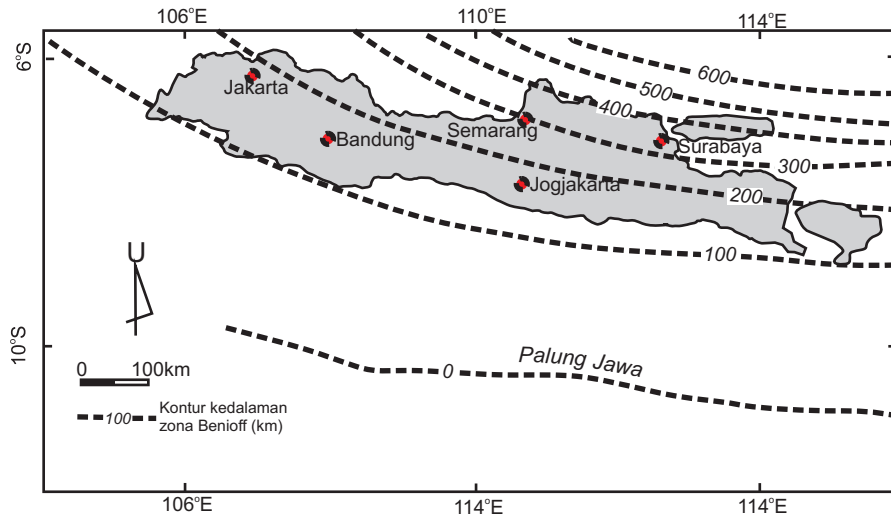 106°E 110°E 114°E
6°S
600
500
400
Jakarta
Semarang
Surabaya
Bandung
300
Jogjakarta
200
100
U
10°S
Palung Jawa
0
0 100km
100 Kontur kedalaman
zona Benioff (km)
106°E 114°E 114°E